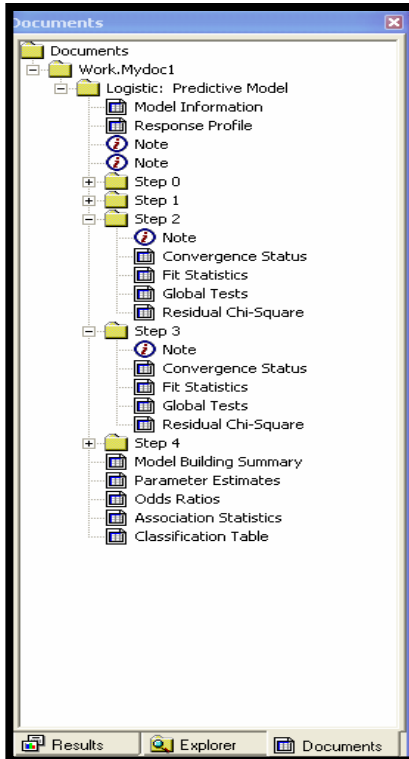 Documents
Documents
Work.Mydoc1
Logistic: Predictive Model
Model Information
Response Profile
Note
Note
Step 0
Step 1
Step 2
Note
Convergence Status
Fit Statistics
Global Tests
Residual Chi-Square
Step 3
Note
Convergence Status
Fit Statistics
Global Tests
Residual Chi-Square
Step 4
Model Building Summary
Parameter Estimates
Odds Ratios
Association Statistics
Classification Table
Results Explorer Documents